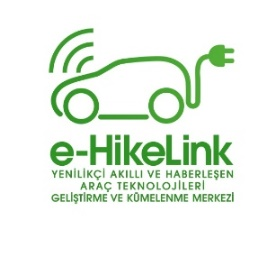 e-HikeLink
YENİLİKÇİ AKILLI VE HABERLEŞEN
ARAÇ TEKNOLOJİLERİ
GELİŞTİRME VE KÜMELENME MERKEZİ